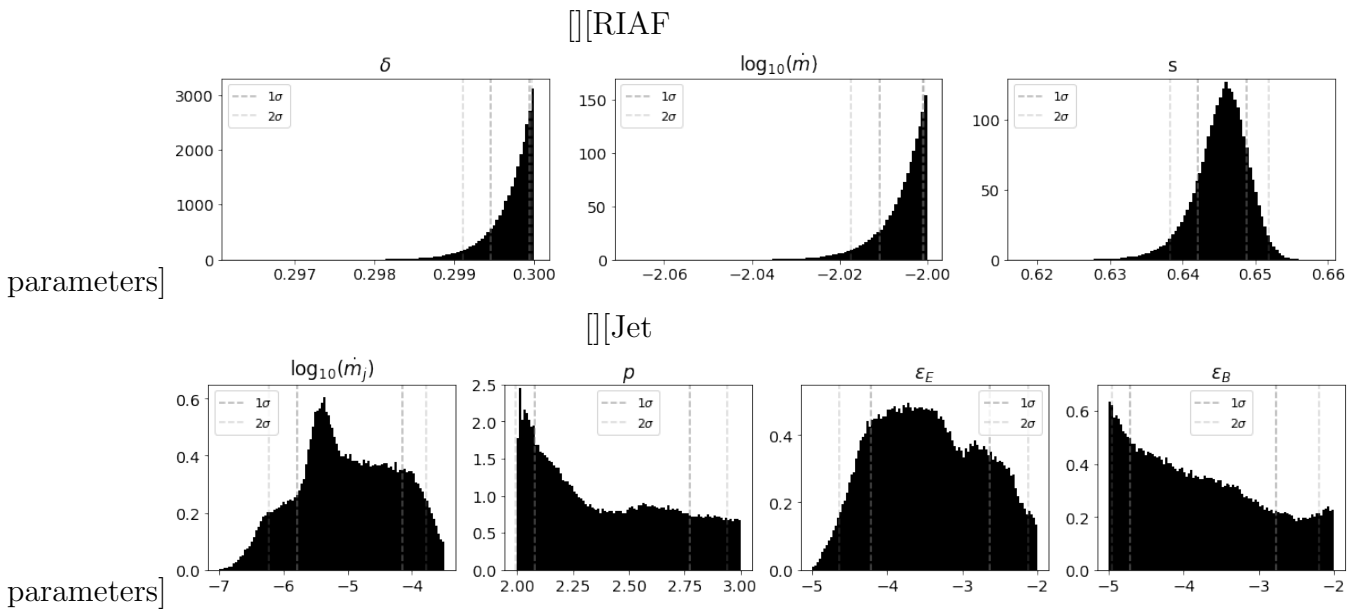 [][RIAF
δ
log₁₀(ṁ)
s
1σ
2σ
1σ
2σ
1σ
2σ
3000
2000
1000
0
150
100
50
0
100
50
0
0.297 0.298 0.299 0.300
−2.06 −2.04 −2.02 −2.00
0.62 0.63 0.64 0.65 0.66
parameters]
[][Jet
log₁₀(ṁⱼ)
p
ε_E
ε_B
1σ
2σ
1σ
2σ
1σ
2σ
1σ
2σ
0.6
0.4
0.2
0.0
2.5
2.0
1.5
1.0
0.5
0.0
0.4
0.2
0.0
0.6
0.4
0.2
0.0
−7 −6 −5 −4
2.00 2.25 2.50 2.75 3.00
−5 −4 −3 −2
−5 −4 −3 −2
parameters]